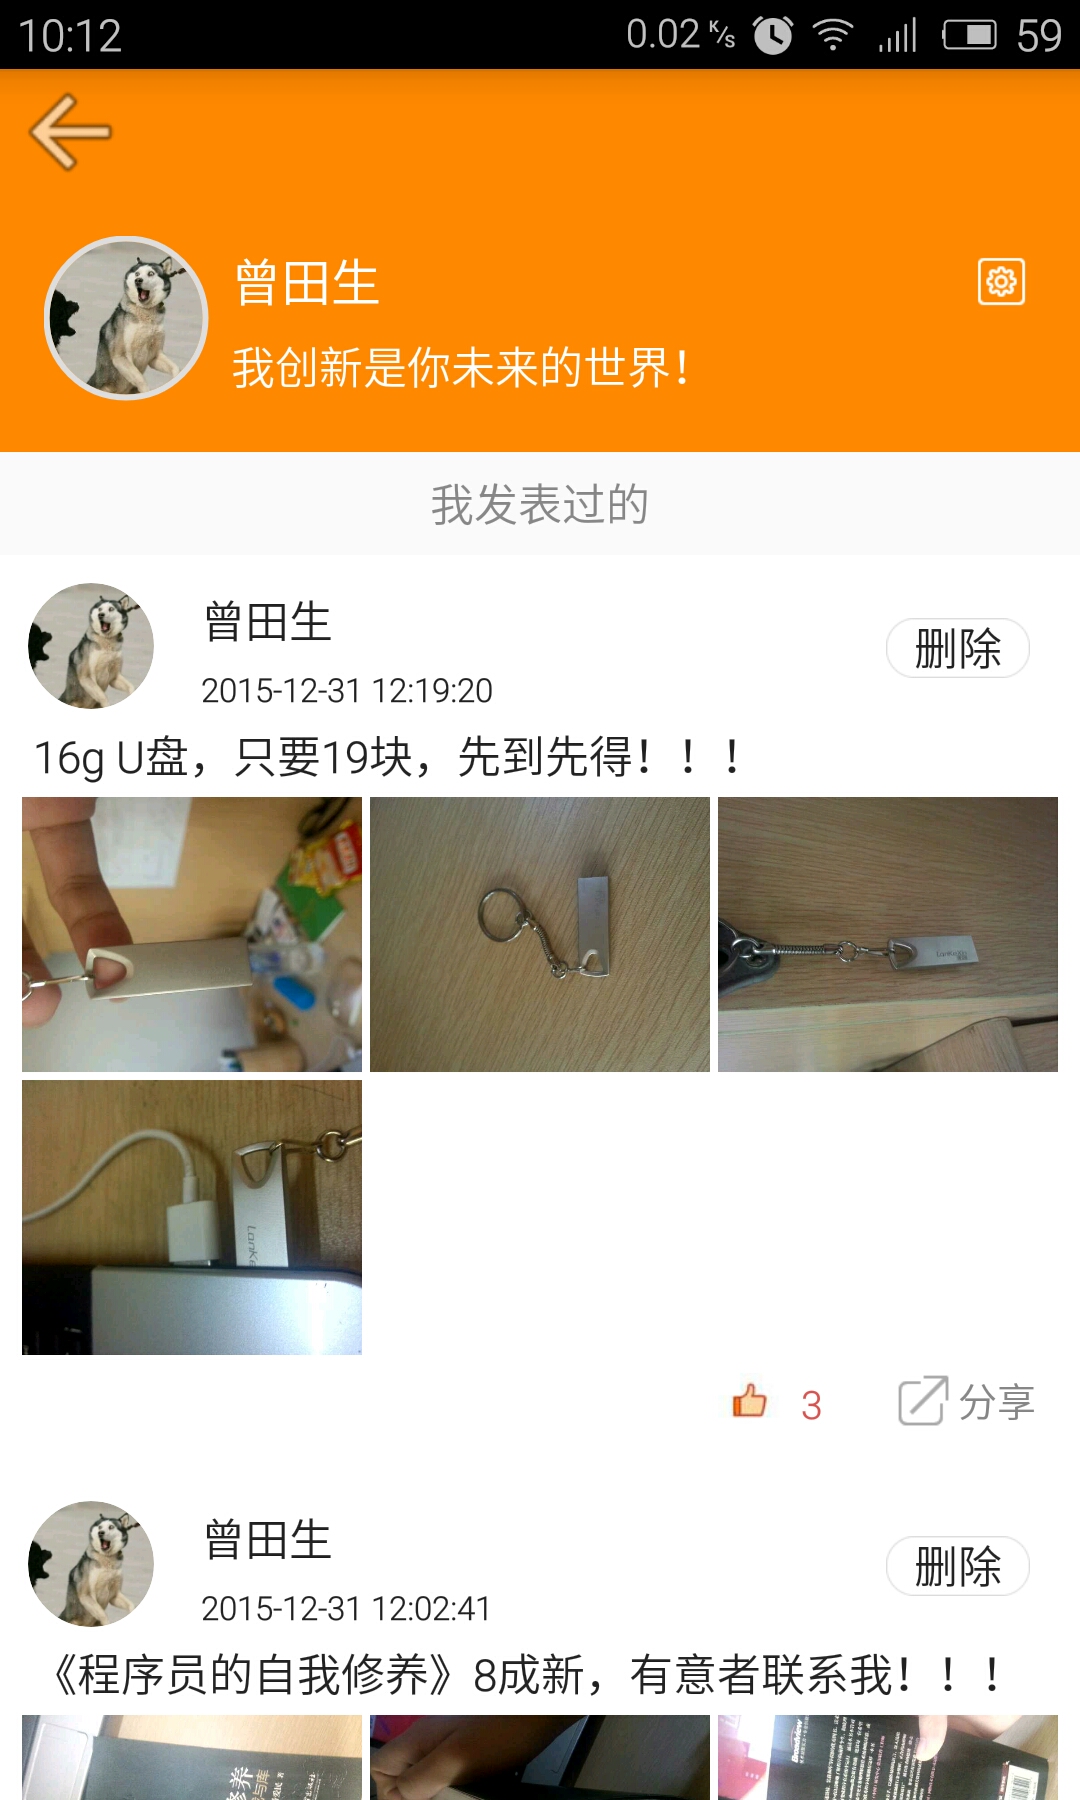 10:12
0.02 K/s
59
曾田生
我创新是你未来的世界！
我发表过的
曾田生
删除
2015-12-31 12:19:20
16g U盘，只要19块，先到先得！！！
3
分享
曾田生
删除
2015-12-31 12:02:41
《程序员的自我修养》8成新，有意者联系我！！！